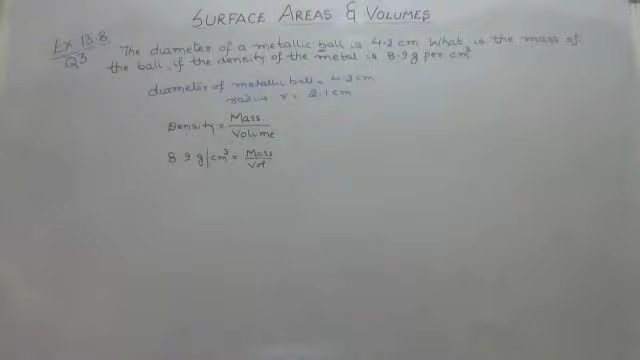 SURFACE AREAS & VOLUMES
Ex 13.8
Q3
The diameter of a metallic ball is 4.2 cm What is the mass of
the ball, if the density of the metal is 8.9 g per cm³
diameter of metallic ball = 4.2 cm
radius r = 2.1 cm
Density = Mass
Volume
8 9 g/cm³ = Mass
Vol